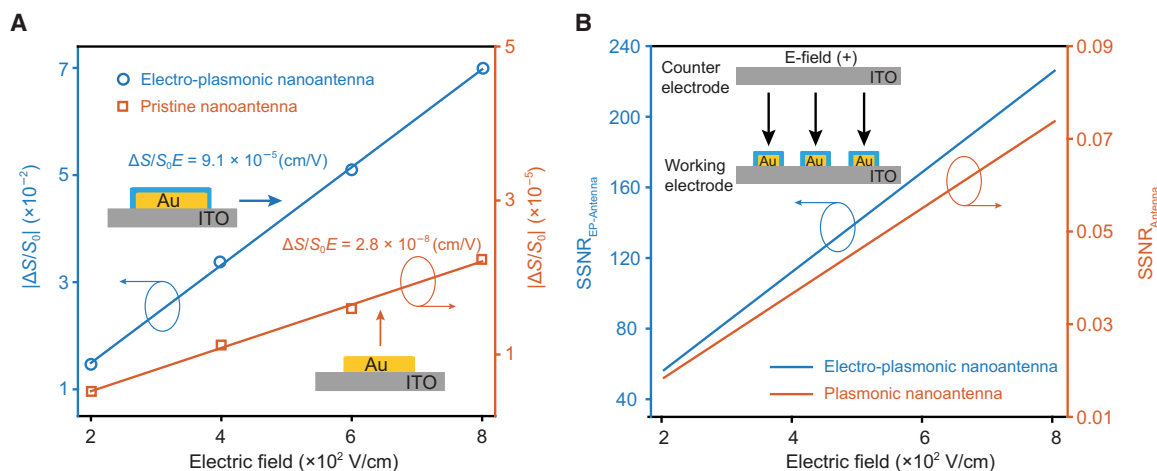 A
|ΔS/S₀| (×10⁻²)
7
5
3
1
Electro-plasmonic nanoantenna
Pristine nanoantenna
ΔS/S₀E = 9.1 × 10⁻⁵(cm/V)
Au
ITO
ΔS/S₀E = 2.8 × 10⁻⁸(cm/V)
Au
ITO
5
3
1
|ΔS/S₀| (×10⁻⁵)
2 4 6 8
Electric field (×10² V/cm)
B
SSNR_EP-Antenna
240
200
160
120
80
40
E-field (+)
Counter
electrode
ITO
Working
electrode
Au Au Au
ITO
Electro-plasmonic nanoantenna
Plasmonic nanoantenna
0.09
0.07
0.05
0.03
0.01
SSNR_Antenna
2 4 6 8
Electric field (×10² V/cm)